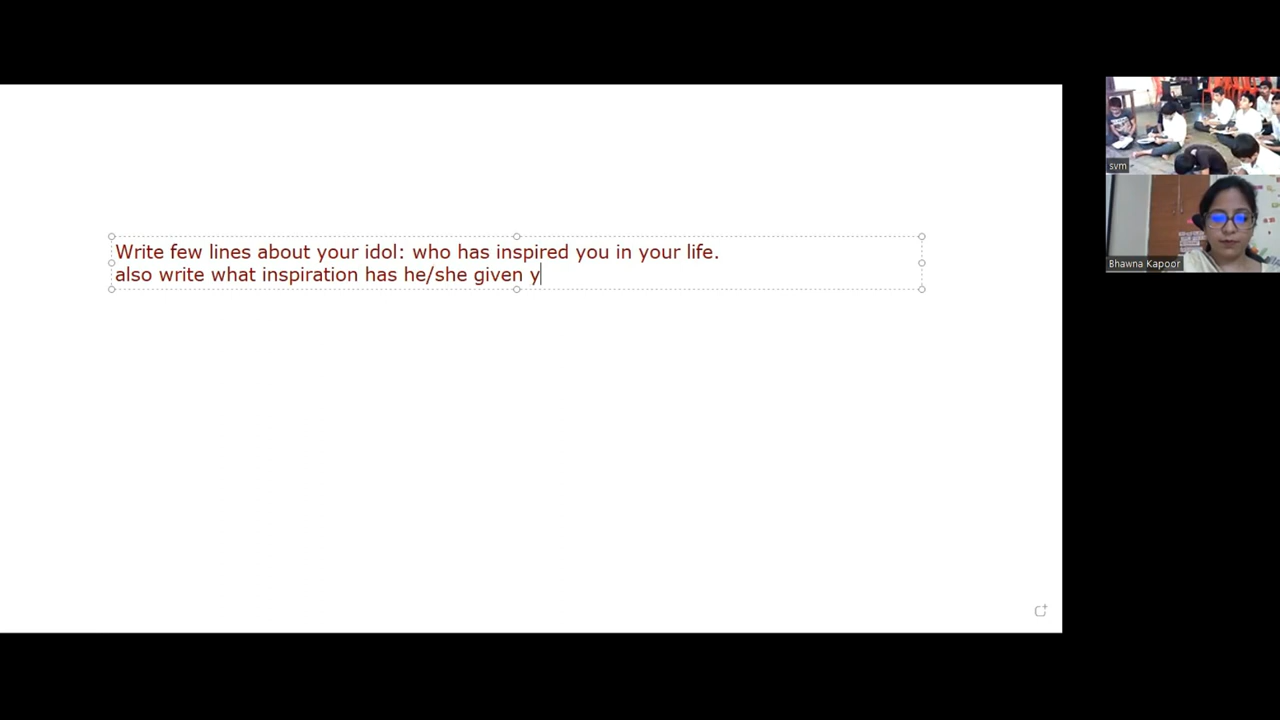 Write few lines about your idol: who has inspired you in your life.
also write what inspiration has he/she given y
svm
Bhawna Kapoor